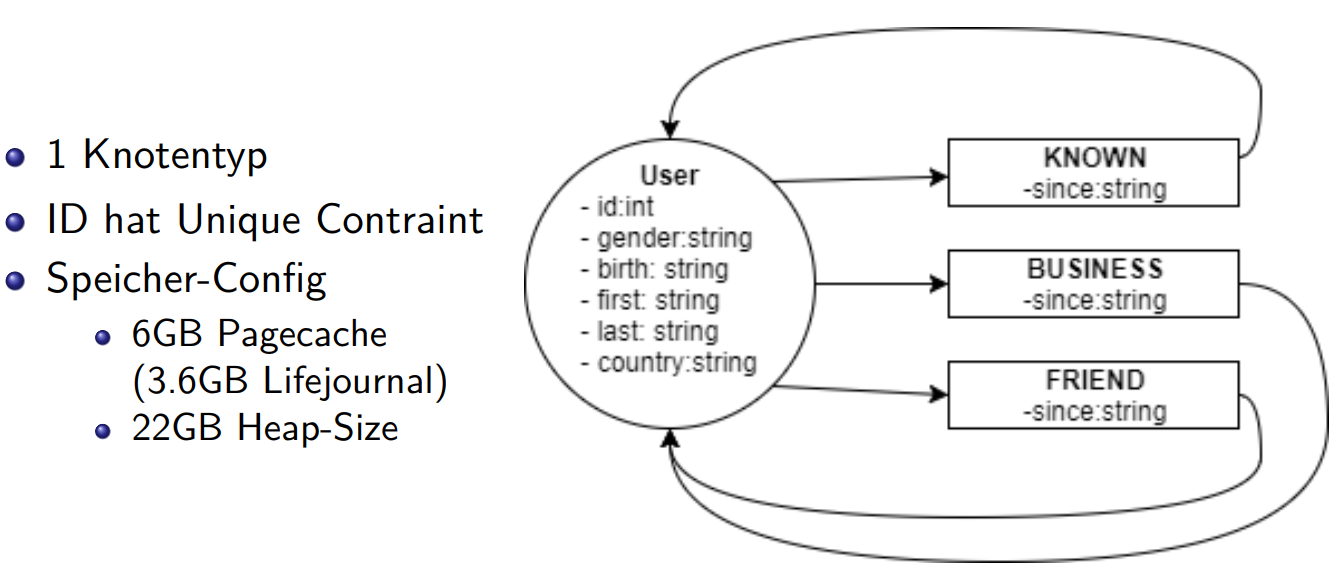 1 Knotentyp
ID hat Unique Contraint
Speicher-Config
6GB Pagecache
(3.6GB Lifejournal)
22GB Heap-Size
User
- id:int
- gender:string
- birth: string
- first: string
- last: string
- country:string
KNOWN
-since:string
BUSINESS
-since:string
FRIEND
-since:string